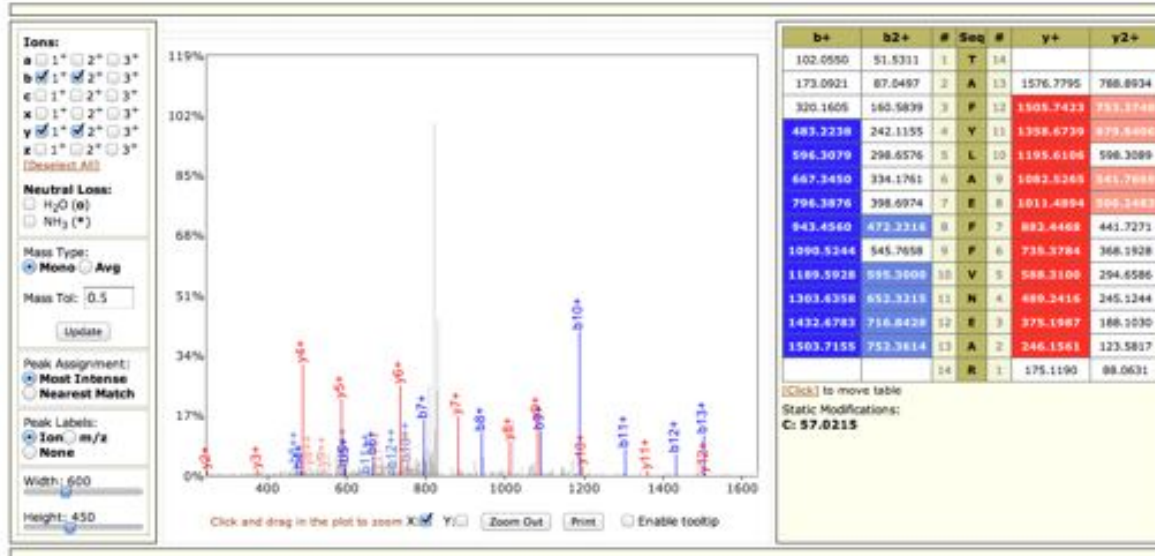 Ions:
a 1+ 2+ 3+
b 1+ 2+ 3+
c 1+ 2+ 3+
x 1+ 2+ 3+
y 1+ 2+ 3+
z 1+ 2+ 3+
[Deselect All]
Neutral Loss:
H2O (o)
NH3 (*)
Mass Type:
Mono Avg
Mass Tol: 0.5
Update
Peak Assignment:
Most Intense
Nearest Match
Peak Labels:
Ion m/z
None
Width: 600
Height: 450
119%
102%
85%
68%
51%
34%
17%
0%
y2+
y3+
y4+
y5+
b6+
b12++
y6+
b7+
y7+
b8+
y8+
b9+
b10+
y10+
b11+
y11+
b12+
b13+
y12+
400 600 800 1000 1200 1400 1600
Click and drag in the plot to zoom X: Y: Zoom Out Print Enable tooltip
b+ b2+ # Seq # y+ y2+
102.0550 51.5311 1 T 14
173.0921 87.0497 2 A 13 1576.7795 788.8934
320.1605 160.5839 3 F 12 1505.7423
483.2238 242.1155 4 Y 11 1358.6739
596.3079 298.6576 5 L 10 1195.6106 598.3089
667.3450 334.1761 6 A 9 1082.5265
796.3876 398.6974 7 E 8 1011.4894 506.2483
943.4560 472.2316 8 F 7 882.4468 441.7271
1090.5244 545.7658 9 F 6 735.3784 368.1928
1189.5928 595.3000 10 V 5 588.3100 294.6586
1303.6358 652.3215 11 N 4 489.2416 245.1244
1432.6783 716.8428 12 E 3 375.1987 188.1030
1503.7155 752.3614 13 A 2 246.1561 123.5817
14 R 1 175.1190 88.0631
[Click] to move table
Static Modifications:
C: 57.0215